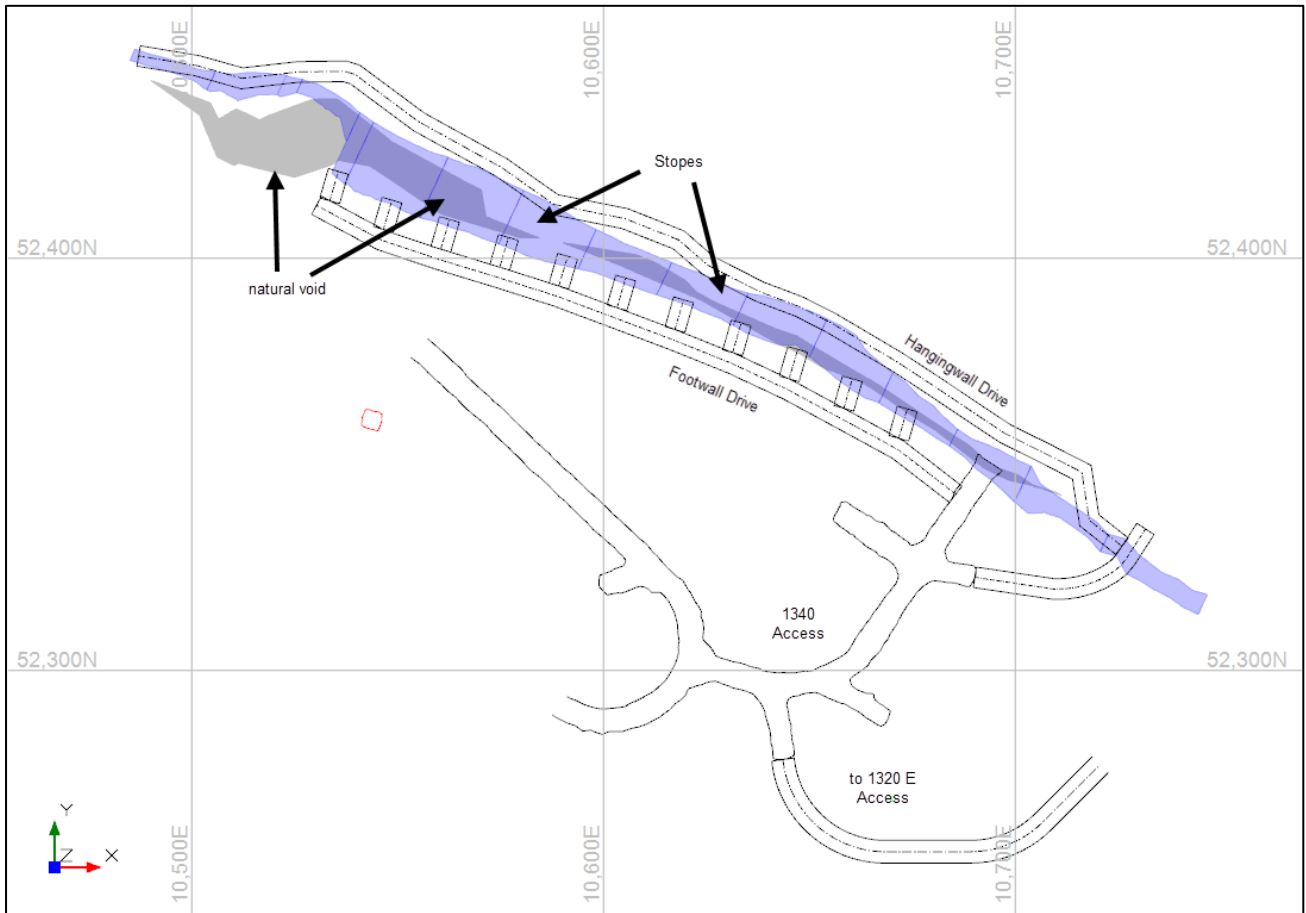 10,500E
10,600E
10,700E
Stopes
52,400N
52,400N
natural void
Hangingwall Drive
Footwall Drive
1340
Access
52,300N
52,300N
to 1320 E
Access
Y
Z
X
10,500E
10,600E
10,700E